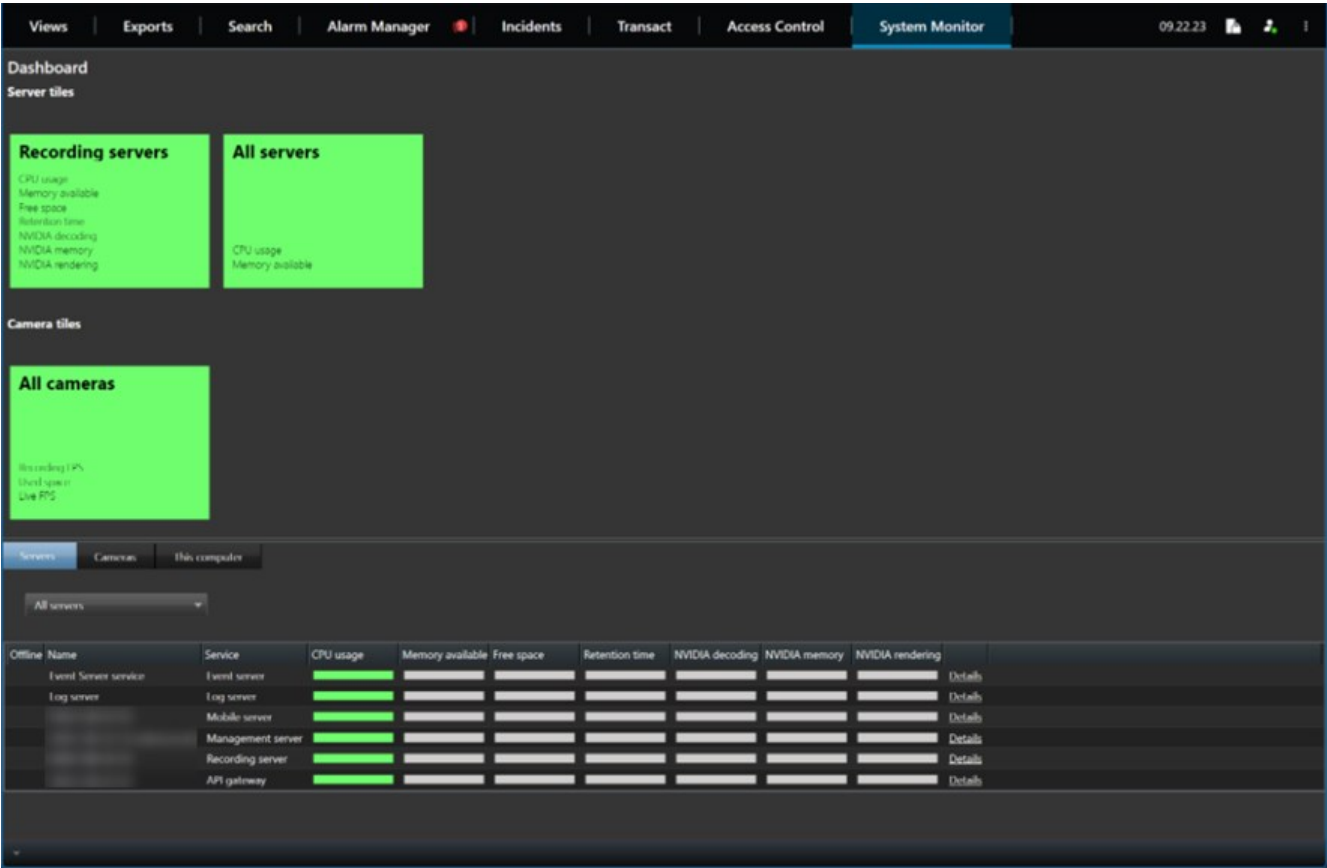 Views Exports Search Alarm Manager Incidents Transact Access Control System Monitor 09.22.23
Dashboard
Server tiles
Recording servers
CPU usage
Memory available
Free space
Retention time
NVIDIA decoding
NVIDIA memory
NVIDIA rendering
All servers
CPU usage
Memory available
Camera tiles
All cameras
Recording FPS
Used space
Live FPS
Servers Cameras This computer
All servers
Offline Name Service CPU usage Memory available Free space Retention time NVIDIA decoding NVIDIA memory NVIDIA rendering
Event Server service Event server Details
Log server Log server Details
Mobile server Details
Management server Details
Recording server Details
API gateway Details